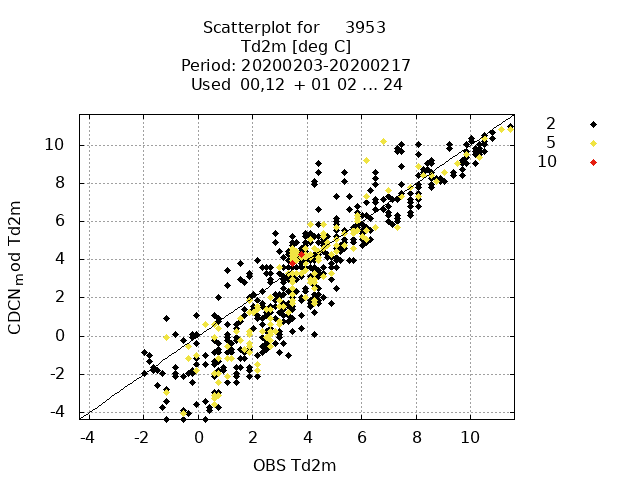 Scatterplot for 3953
Td2m [deg C]
Period: 20200203-20200217
Used 00,12 + 01 02 ... 24
2
5
10
10
8
6
4
2
0
-2
-4
-4 -2 0 2 4 6 8 10
CDCNmod Td2m
OBS Td2m